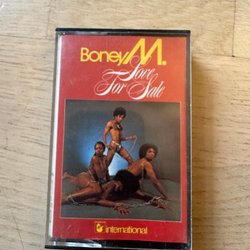 Boney M.
Love
For Sale
international